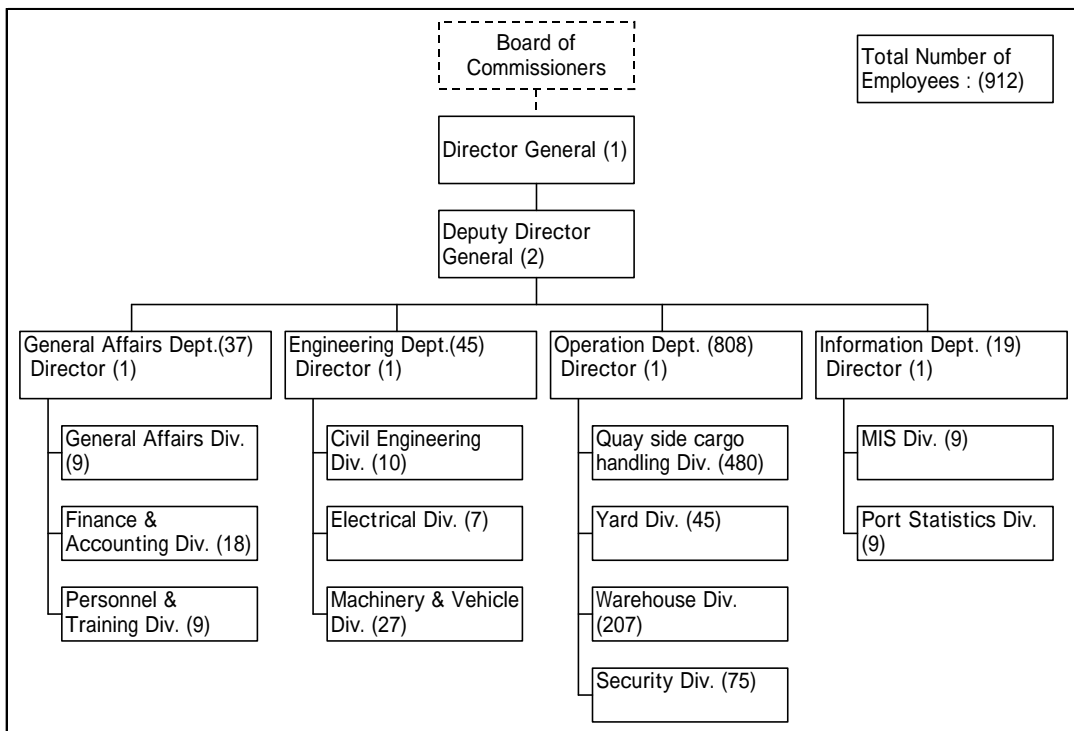 Board of
Commissioners
Total Number of
Employees : (912)
Director General (1)
Deputy Director
General (2)
General Affairs Dept.(37)
Director (1)
Engineering Dept.(45)
Director (1)
Operation Dept. (808)
Director (1)
Information Dept. (19)
Director (1)
General Affairs Div.
(9)
Finance &
Accounting Div. (18)
Personnel &
Training Div. (9)
Civil Engineering
Div. (10)
Electrical Div. (7)
Machinery & Vehicle
Div. (27)
Quay side cargo
handling Div. (480)
Yard Div. (45)
Warehouse Div.
(207)
Security Div. (75)
MIS Div. (9)
Port Statistics Div.
(9)